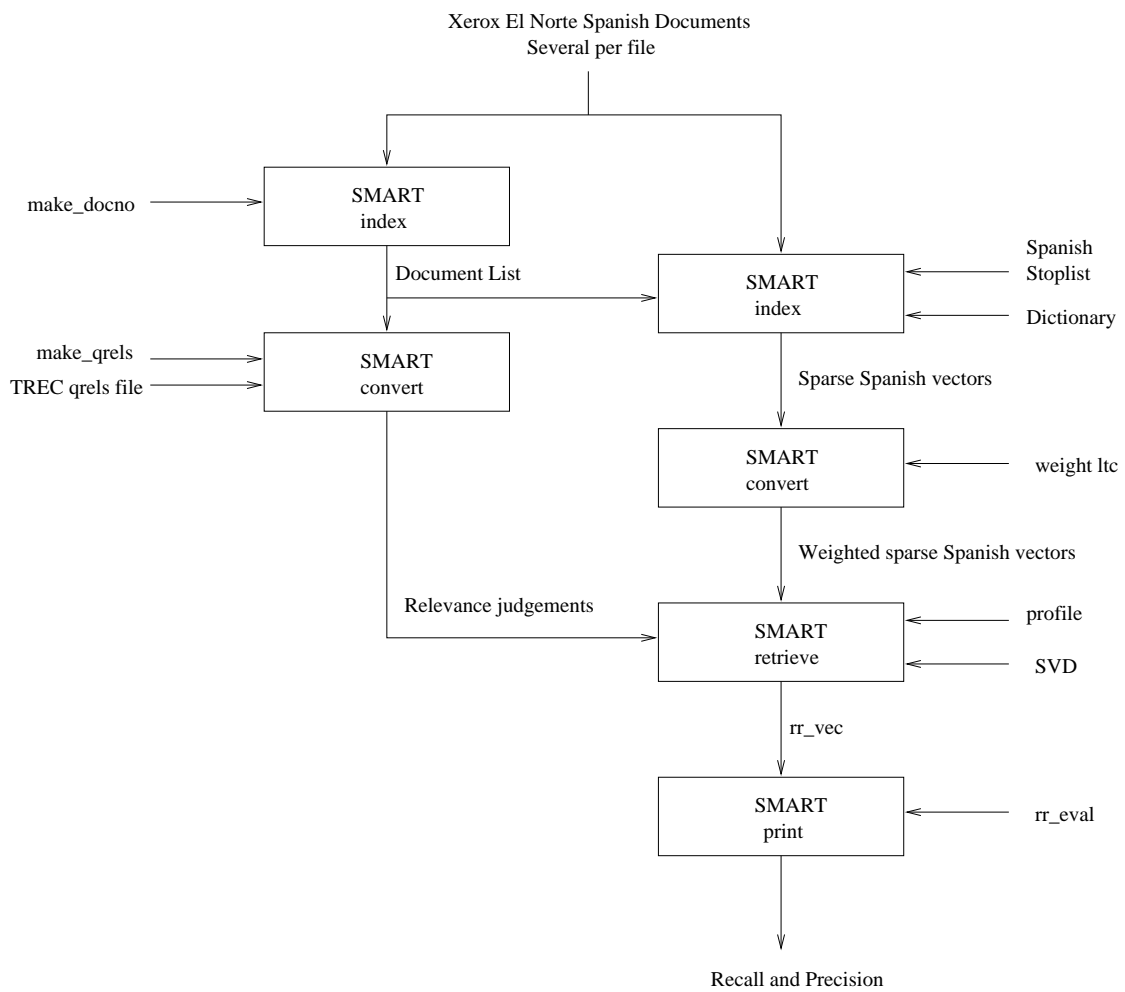 Xerox El Norte Spanish Documents
Several per file
make_docno
SMART
index
Document List
SMART
index
Spanish
Stoplist
Dictionary
make_qrels
TREC qrels file
SMART
convert
Sparse Spanish vectors
SMART
convert
weight ltc
Weighted sparse Spanish vectors
Relevance judgements
SMART
retrieve
profile
SVD
rr_vec
SMART
print
rr_eval
Recall and Precision